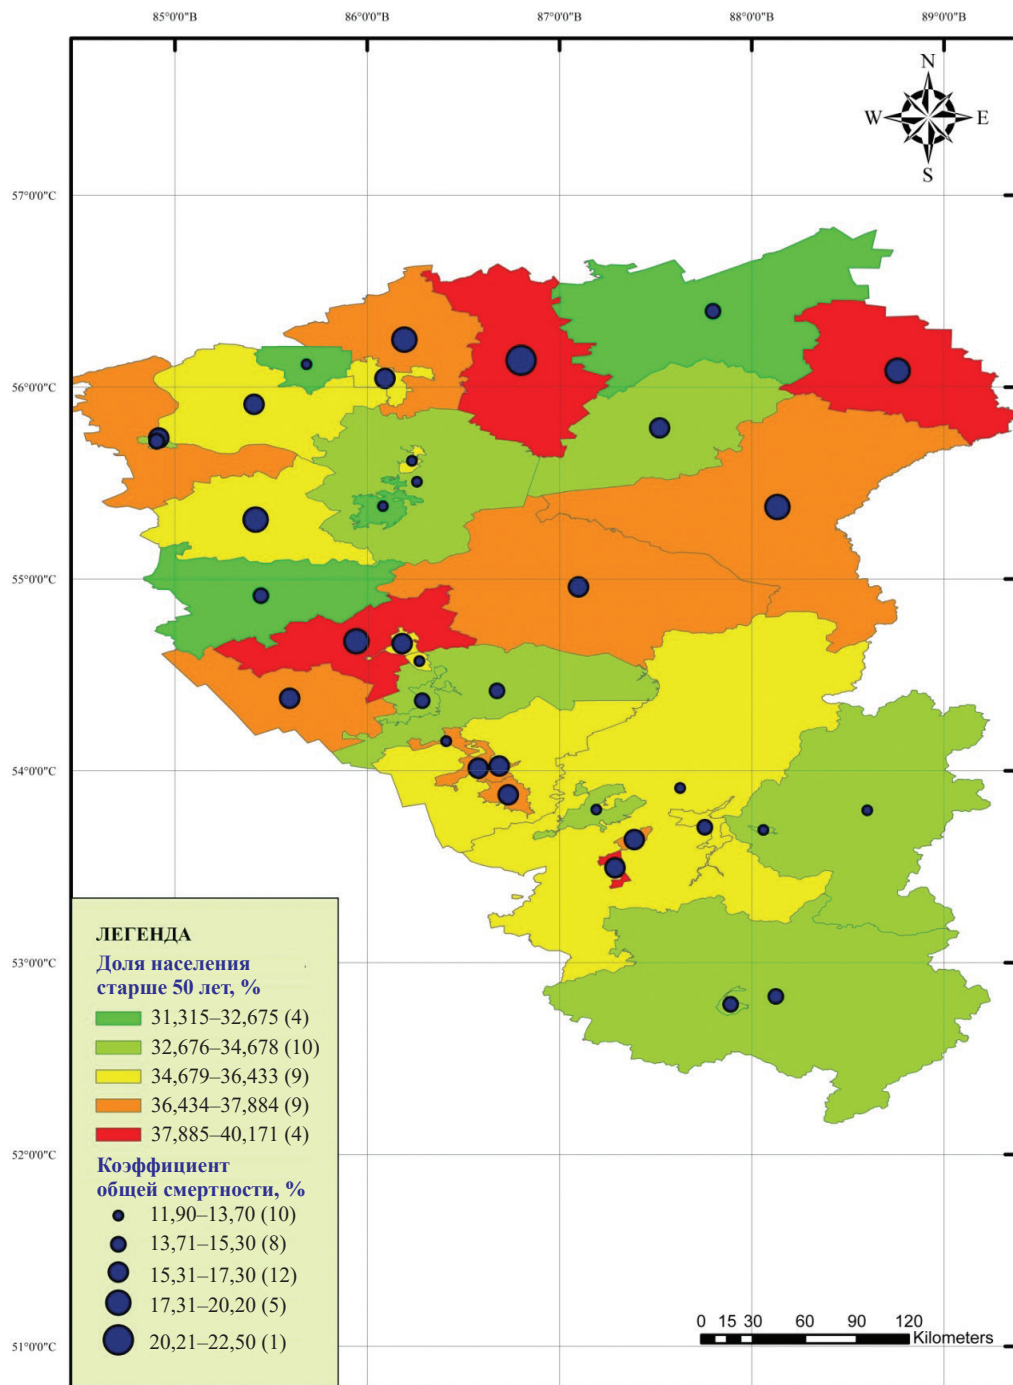 85°0'0"В 86°0'0"В 87°0'0"В 88°0'0"В 89°0'0"В
N
W E
S
57°0'0"С
56°0'0"С
55°0'0"С
54°0'0"С
53°0'0"С
52°0'0"С
51°0'0"С
ЛЕГЕНДА
Доля населения
старше 50 лет, %
31,315–32,675 (4)
32,676–34,678 (10)
34,679–36,433 (9)
36,434–37,884 (9)
37,885–40,171 (4)
Коэффициент
общей смертности, %
11,90–13,70 (10)
13,71–15,30 (8)
15,31–17,30 (12)
17,31–20,20 (5)
20,21–22,50 (1)
0 15 30 60 90 120
Kilometers